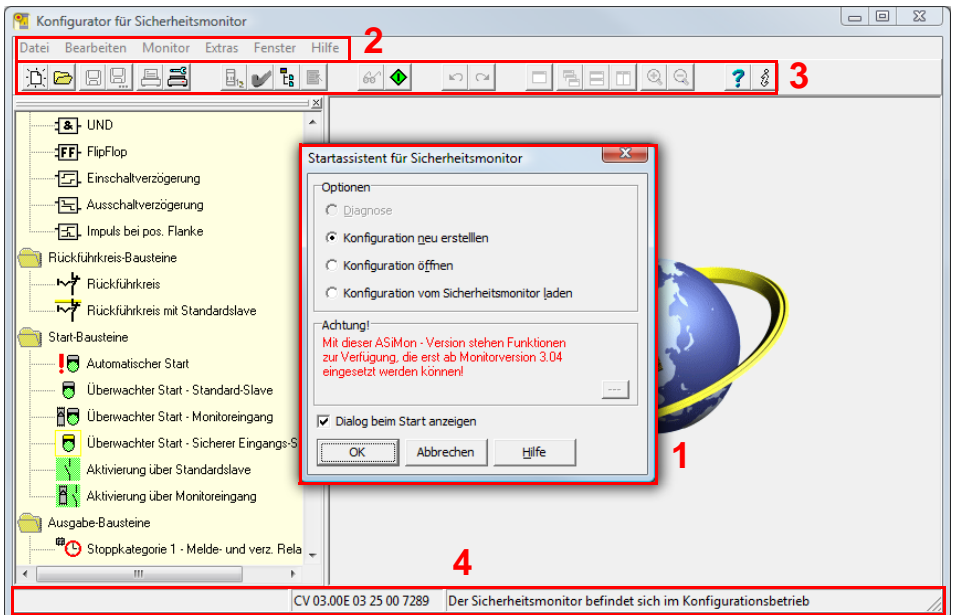 Konfigurator für Sicherheitsmonitor
Datei Bearbeiten Monitor Extras Fenster Hilfe
2
3
UND
FlipFlop
Einschaltverzögerung
Ausschaltverzögerung
Impuls bei pos. Flanke
Rückführkreis-Bausteine
Rückführkreis
Rückführkreis mit Standardslave
Start-Bausteine
Automatischer Start
Überwachter Start - Standard-Slave
Überwachter Start - Monitoreingang
Überwachter Start - Sicherer Eingangs-S
Aktivierung über Standardslave
Aktivierung über Monitoreingang
Ausgabe-Bausteine
Stoppkategorie 1 - Melde- und verz. Rela
Startassistent für Sicherheitsmonitor
Optionen
Diagnose
Konfiguration neu erstelllen
Konfiguration öffnen
Konfiguration vom Sicherheitsmonitor laden
Achtung!
Mit dieser ASiMon - Version stehen Funktionen
zur Verfügung, die erst ab Monitorversion 3.04
eingesetzt werden können!
...
Dialog beim Start anzeigen
OK Abbrechen Hilfe
1
4
CV 03.00E 03 25 00 7289 Der Sicherheitsmonitor befindet sich im Konfigurationsbetrieb